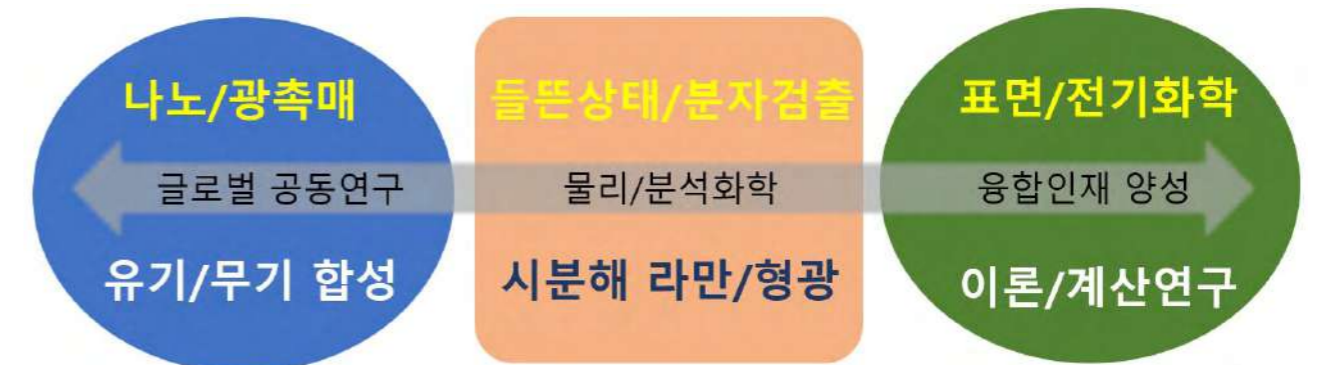 나노/광촉매
글로벌 공동연구
유기/무기 합성
들뜬상태/분자검출
물리/분석화학
시분해 라만/형광
표면/전기화학
융합인재 양성
이론/계산연구